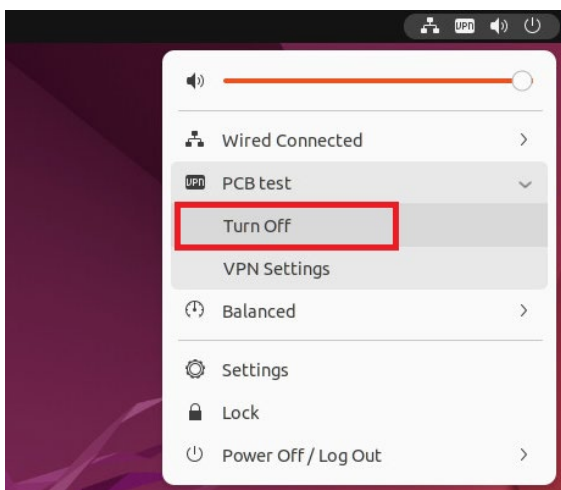 VPN
Wired Connected
VPN PCB test
Turn Off
VPN Settings
Balanced
Settings
Lock
Power Off / Log Out